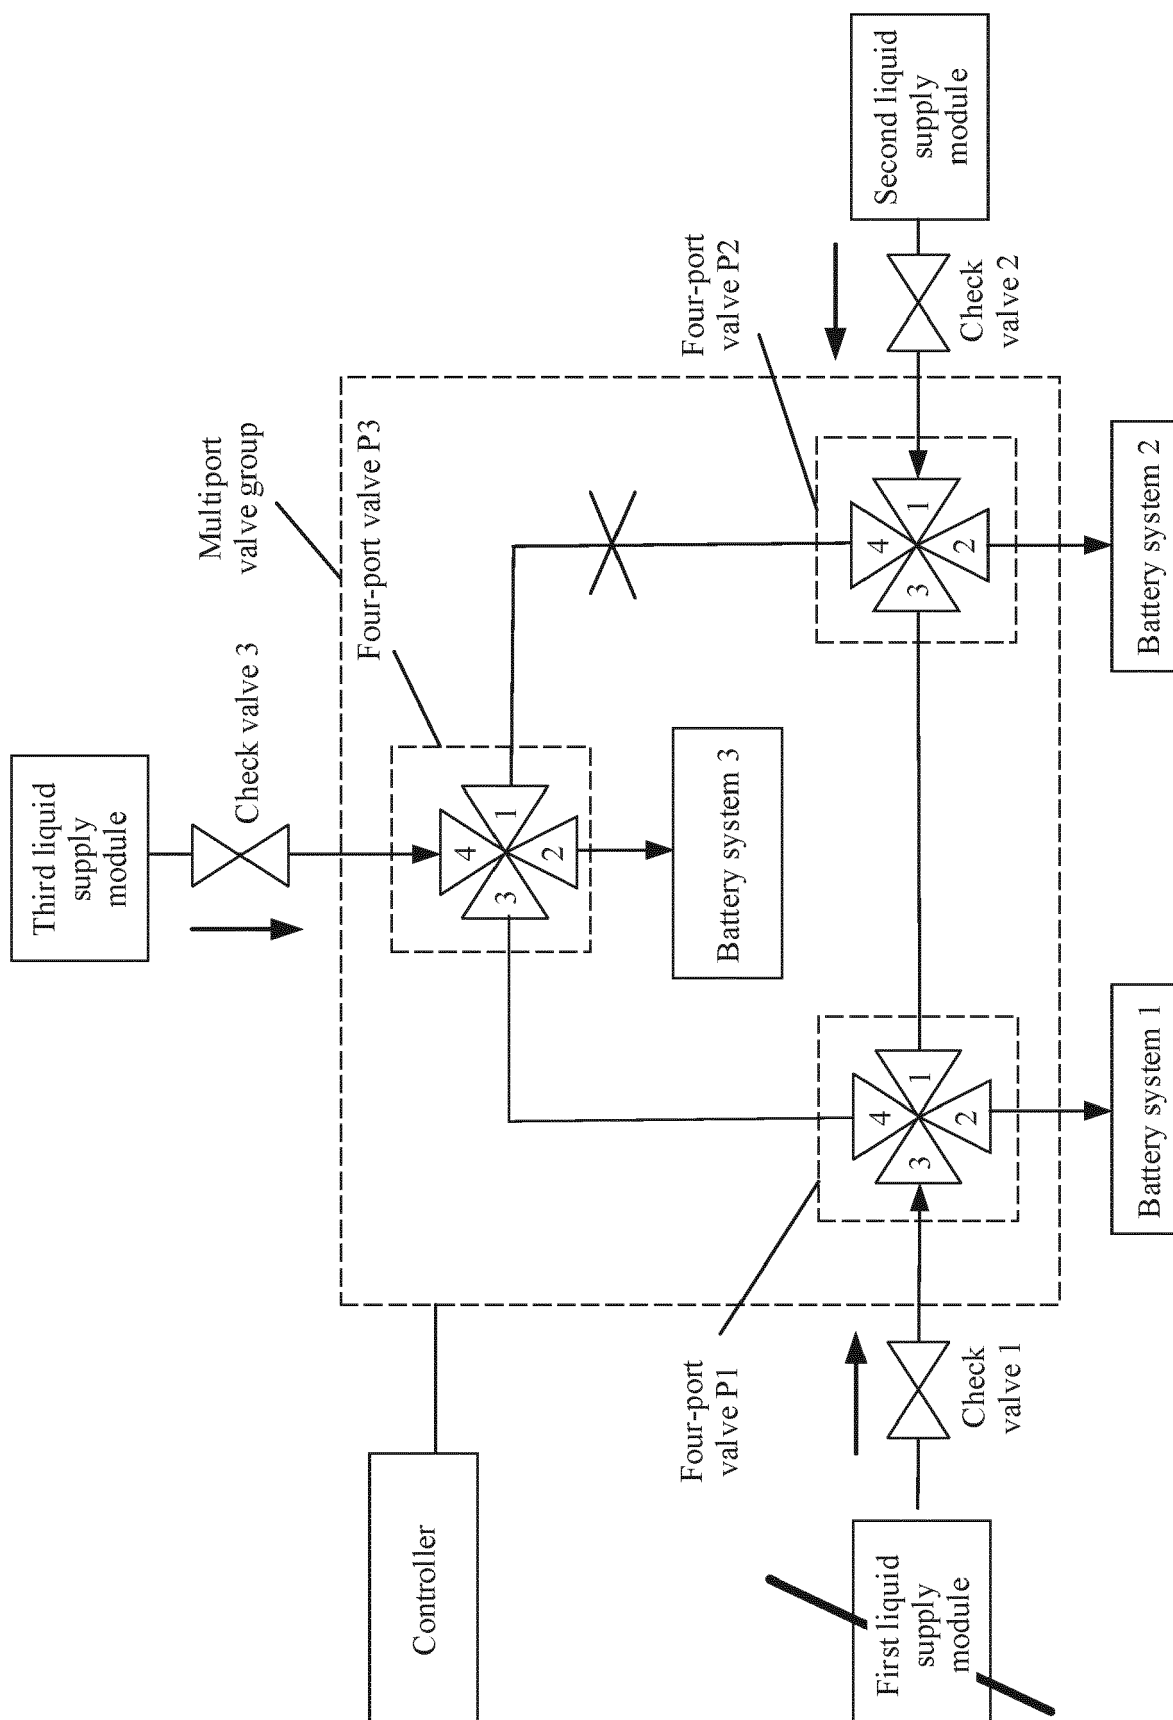 Third liquid
supply
module
Check valve 3
Multiport
valve group
Four-port valve P3
4
1
2
3
Battery system 3
Controller
Four-port
valve P1
Four-port
valve P2
First liquid
supply
module
Check
valve 1
4
1
2
3
4
1
2
3
Check
valve 2
Second liquid
supply
module
Battery system 1
Battery system 2